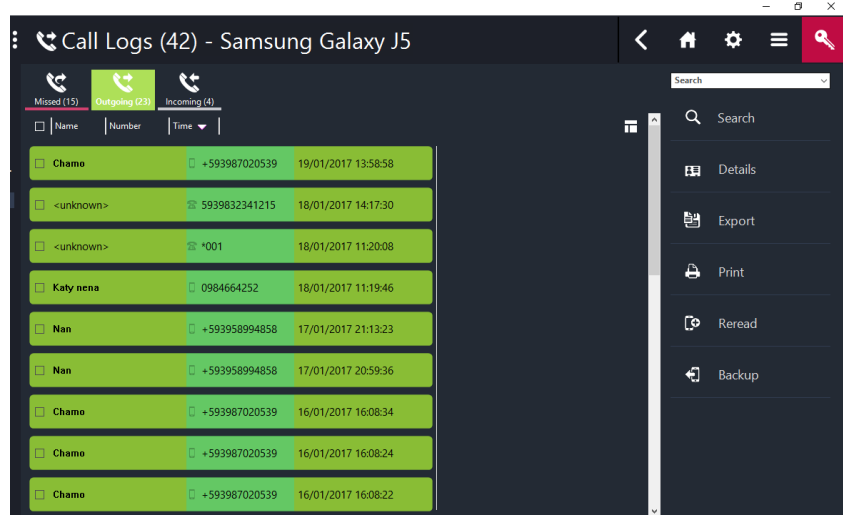 Call Logs (42) - Samsung Galaxy J5
Missed (15) Outgoing (23) Incoming (4)
Name Number Time
Chamo +593987020539 19/01/2017 13:58:58
<unknown> 5939832341215 18/01/2017 14:17:30
<unknown> *001 18/01/2017 11:20:08
Katy nena 0984664252 18/01/2017 11:19:46
Nan +593958994858 17/01/2017 21:13:23
Nan +593958994858 17/01/2017 20:59:36
Chamo +593987020539 16/01/2017 16:08:34
Chamo +593987020539 16/01/2017 16:08:24
Chamo +593987020539 16/01/2017 16:08:22
Search
Search
Details
Export
Print
Reread
Backup